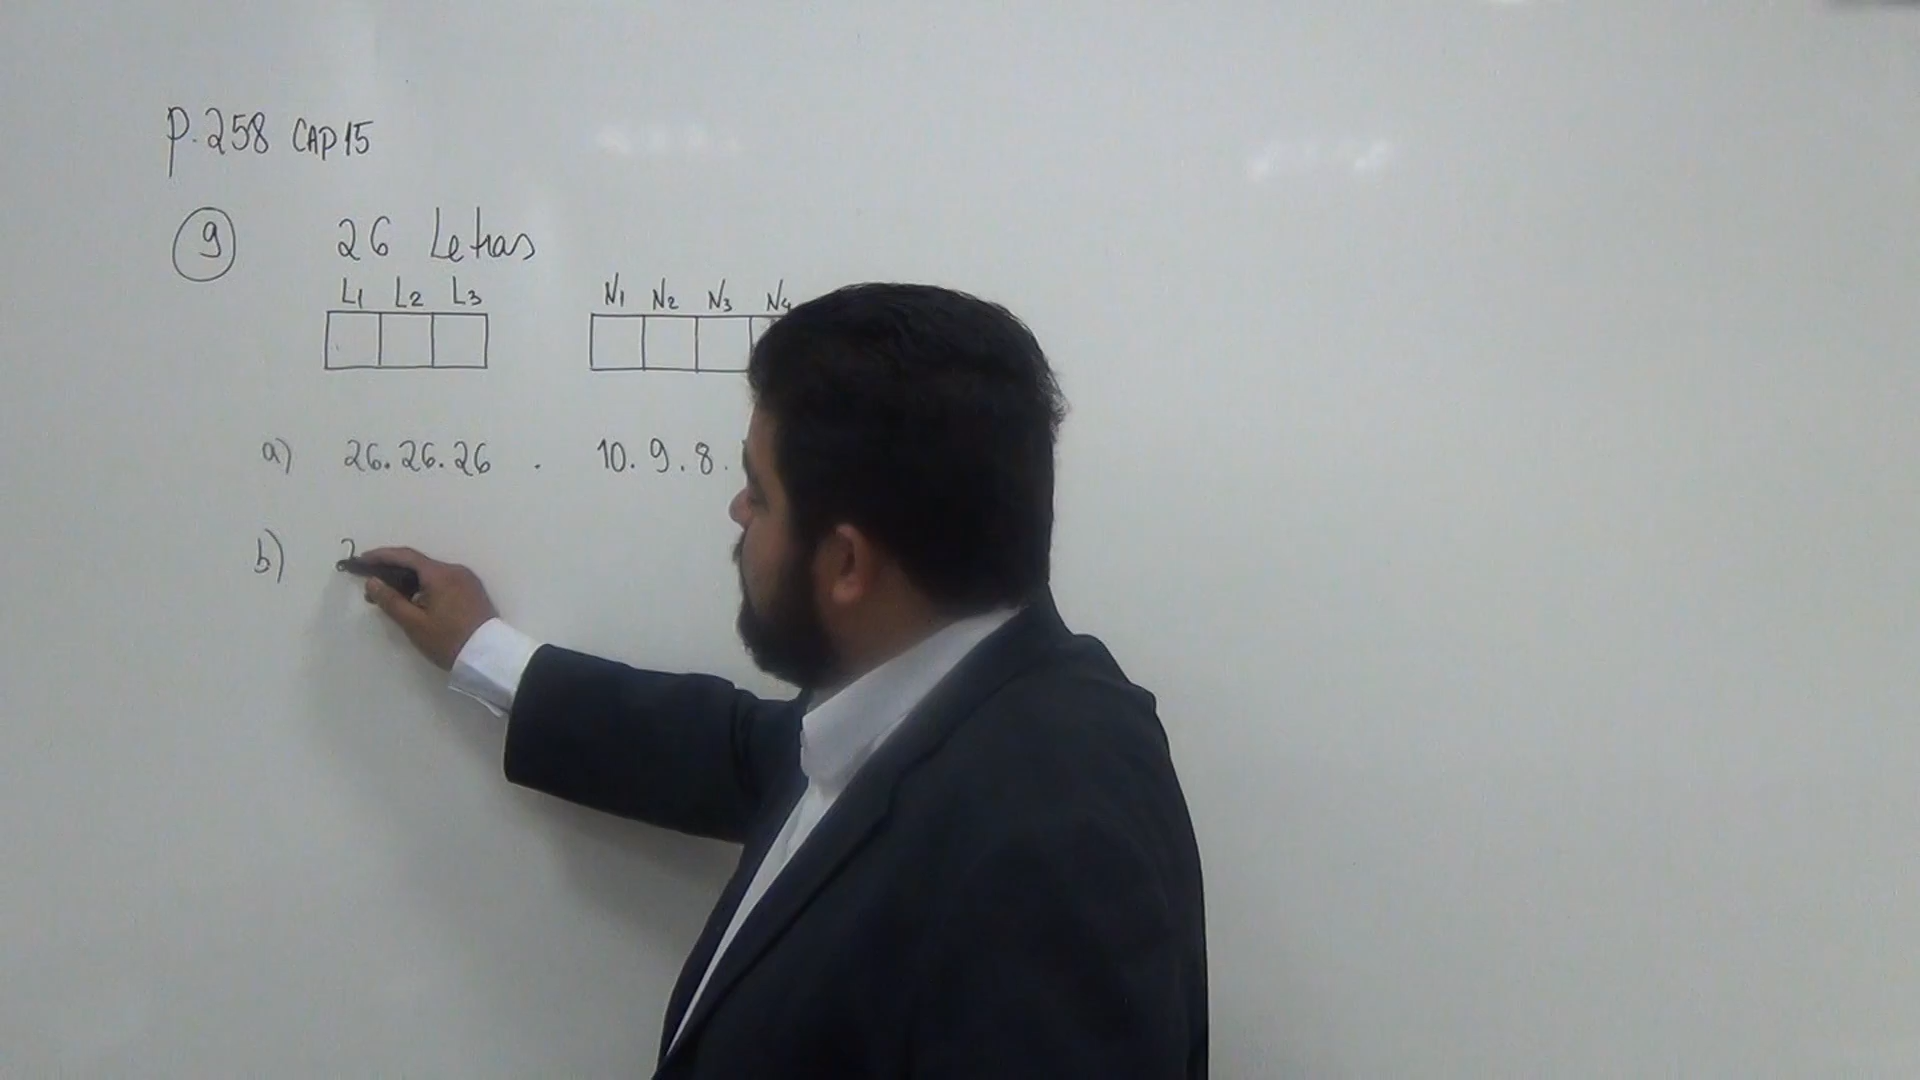 P.258 CAP 15
9 26 Letras
L1 L2 L3 N1 N2 N3 N4
a) 26.26.26 . 10.9.8.
b) 2